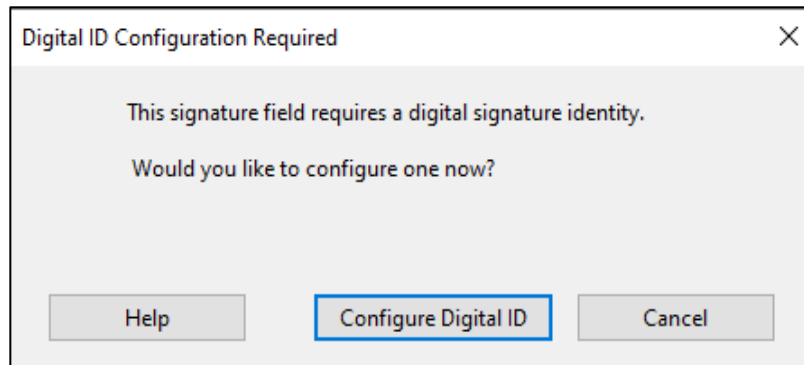 Digital ID Configuration Required
This signature field requires a digital signature identity.
Would you like to configure one now?
Help Configure Digital ID Cancel